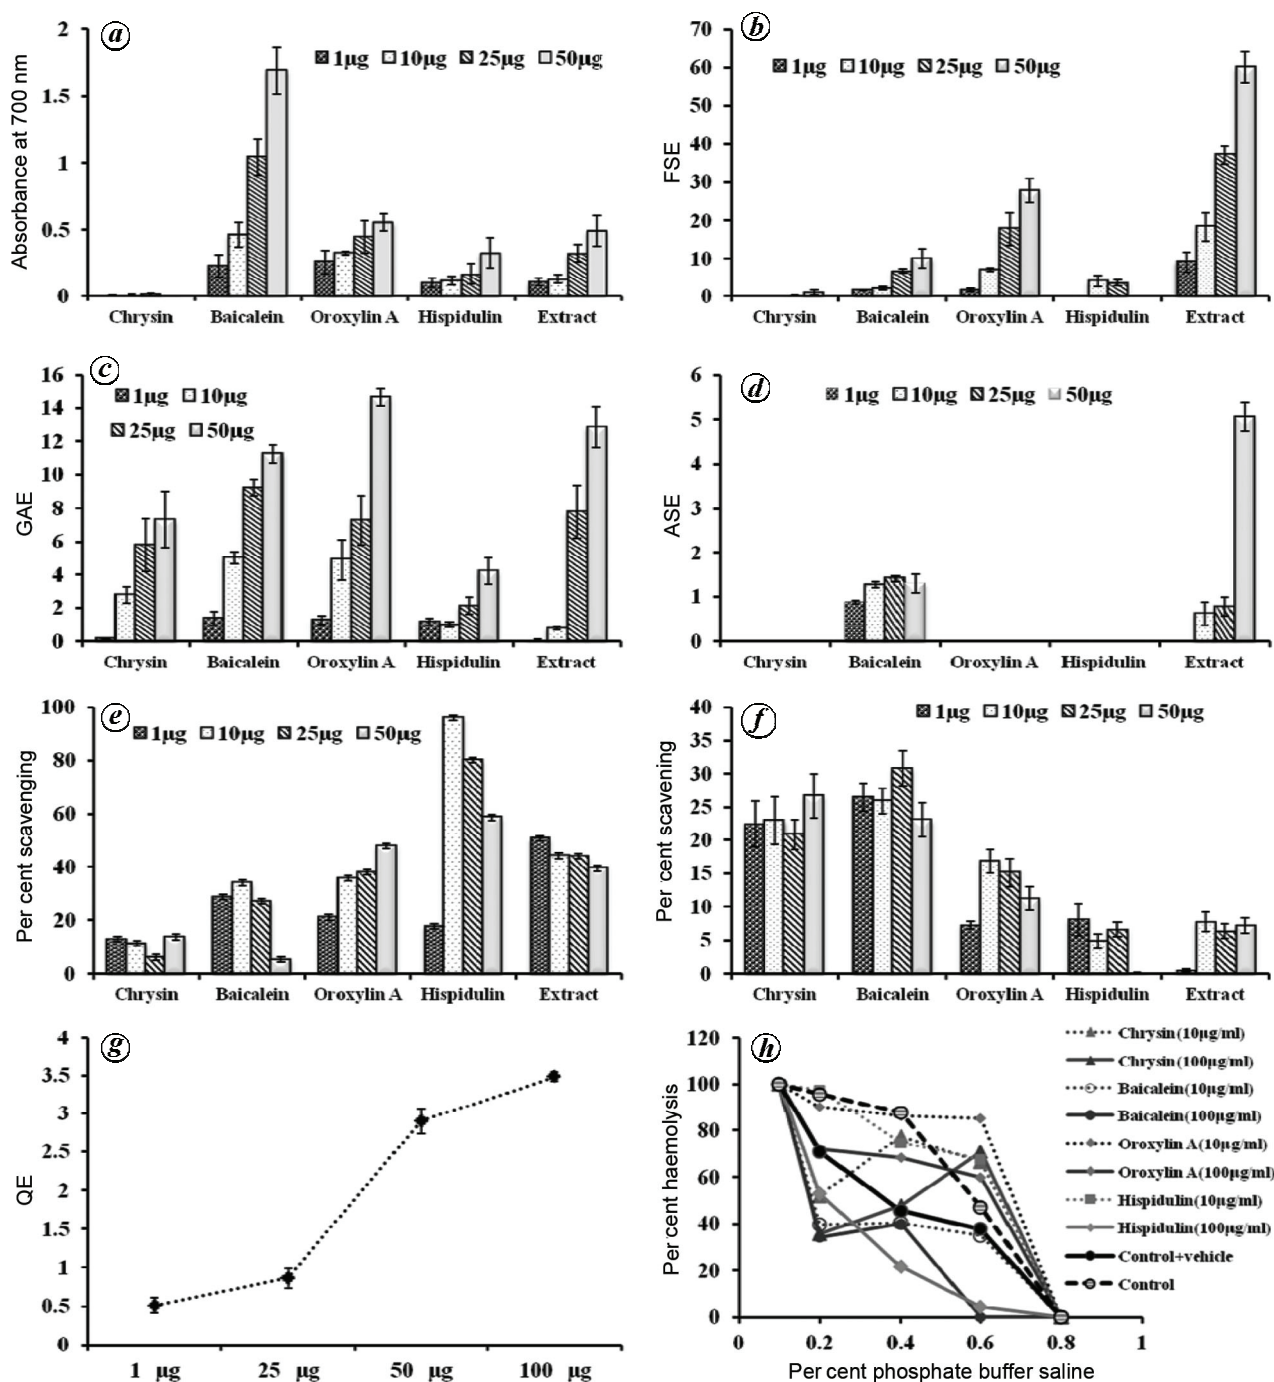 a
Absorbance at 700 nm
2
1.5
1
0.5
0
1µg 10µg 25µg 50µg
Chrysin Baicalein Oroxylin A Hispidulin Extract
b
FSE
70
60
50
40
30
20
10
0
1µg 10µg 25µg 50µg
Chrysin Baicalein Oroxylin A Hispidulin Extract
c
GAE
16
14
12
10
8
6
4
2
0
1µg 10µg
25µg 50µg
Chrysin Baicalein Oroxylin A Hispidulin Extract
d
ASE
6
5
4
3
2
1
0
1µg 10µg 25µg 50µg
Chrysin Baicalein Oroxylin A Hispidulin Extract
e
Per cent scavenging
100
80
60
40
20
0
1µg 10µg 25µg 50µg
Chrysin Baicalein Oroxylin A Hispidulin Extract
f
Per cent scavening
40
35
30
25
20
15
10
5
0
1µg 10µg 25µg 50µg
Chrysin Baicalein Oroxylin A Hispidulin Extract
g
QE
4
3.5
3
2.5
2
1.5
1
0.5
0
1 µg 25 µg 50 µg 100 µg
h
Per cent haemolysis
120
100
80
60
40
20
0
0 0.2 0.4 0.6 0.8 1
Per cent phosphate buffer saline
Chrysin (10µg/ml)
Chrysin (100µg/ml)
Baicalein (10µg/ml)
Baicalein (100µg/ml)
Oroxylin A (10µg/ml)
Oroxylin A (100µg/ml)
Hispidulin (10µg/ml)
Hispidulin (100µg/ml)
Control+vehicle
Control